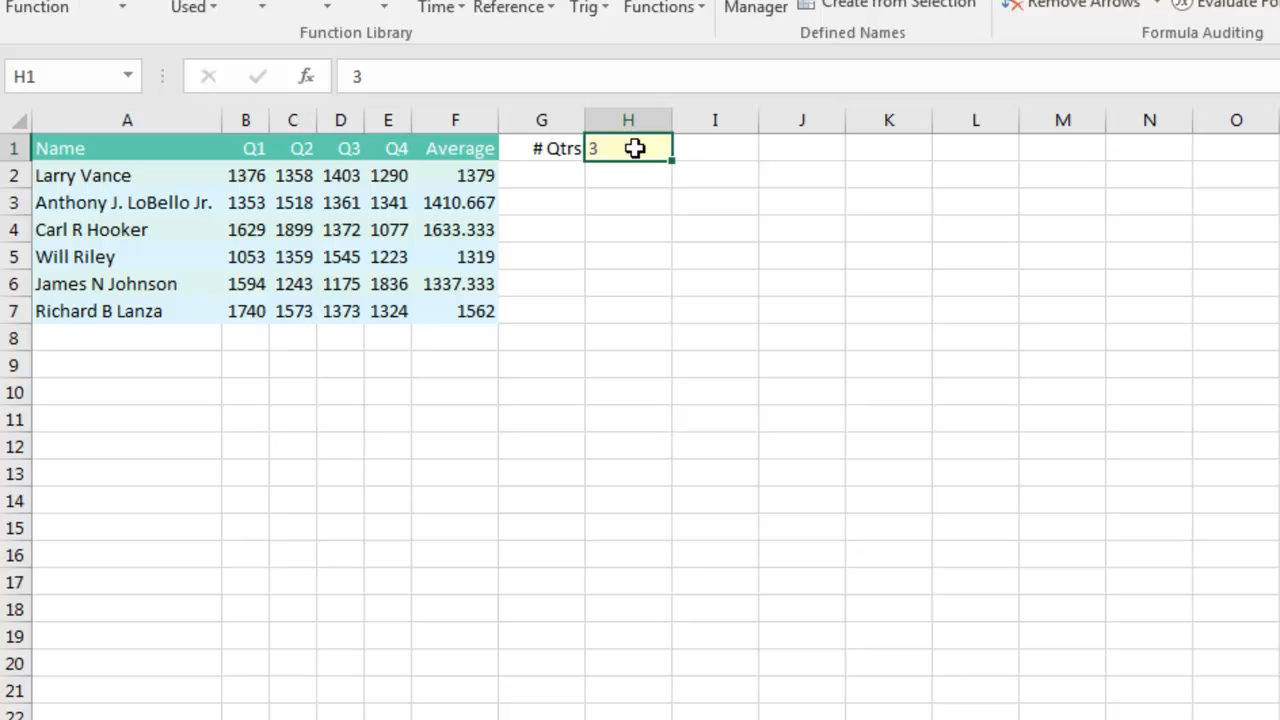 Function Used Time Reference Trig Functions Manager Create from Selection Remove Arrows Evaluate Fo
Function Library Defined Names Formula Auditing
H1 fx 3
A B C D E F G H I J K L M N O
1 Name Q1 Q2 Q3 Q4 Average # Qtrs 3
2 Larry Vance 1376 1358 1403 1290 1379
3 Anthony J. LoBello Jr. 1353 1518 1361 1341 1410.667
4 Carl R Hooker 1629 1899 1372 1077 1633.333
5 Will Riley 1053 1359 1545 1223 1319
6 James N Johnson 1594 1243 1175 1836 1337.333
7 Richard B Lanza 1740 1573 1373 1324 1562
8
9
10
11
12
13
14
15
16
17
18
19
20
21
22